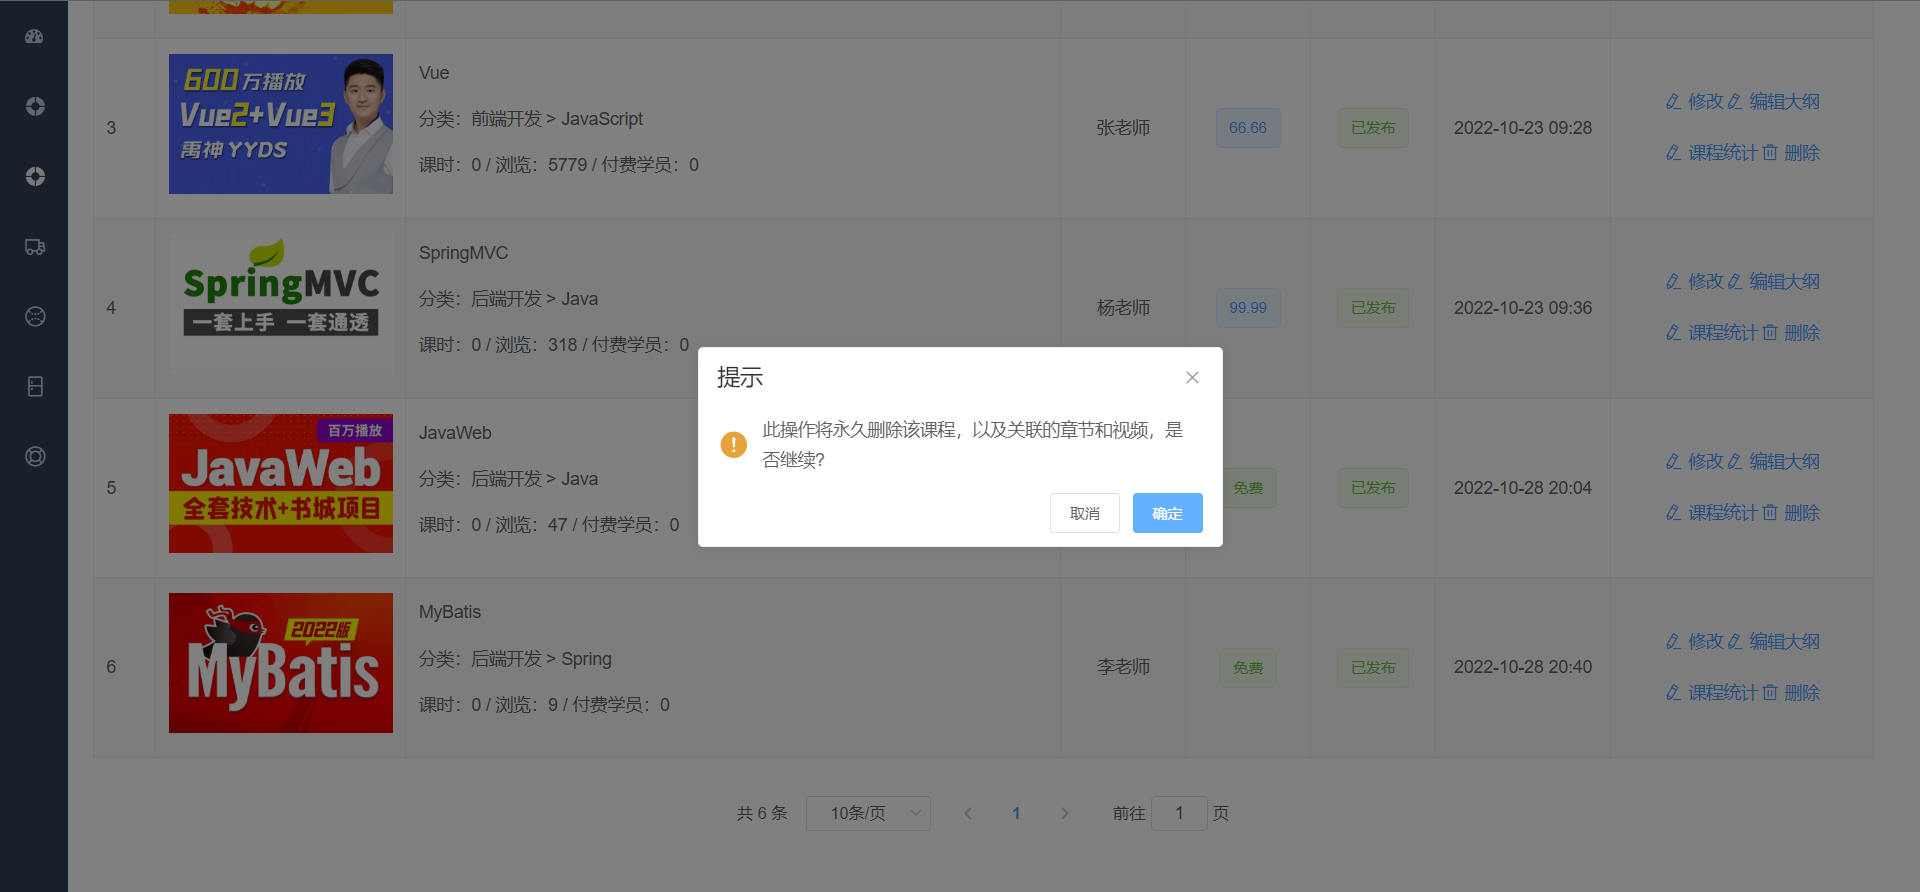 600万播放
Vue2+Vue3
禹神 YYDS
3
Vue
分类：前端开发 > JavaScript
课时：0 / 浏览：5779 / 付费学员：0
张老师
66.66
已发布
2022-10-23 09:28
修改 编辑大纲
课程统计 删除
4
SpringMVC
一套上手 一套通透
SpringMVC
分类：后端开发 > Java
课时：0 / 浏览：318 / 付费学员：0
杨老师
99.99
已发布
2022-10-23 09:36
修改 编辑大纲
课程统计 删除
提示
此操作将永久删除该课程，以及关联的章节和视频，是
否继续?
取消 确定
5
百万播放
JavaWeb
全套技术+书城项目
JavaWeb
分类：后端开发 > Java
课时：0 / 浏览：47 / 付费学员：0
免费
已发布
2022-10-28 20:04
修改 编辑大纲
课程统计 删除
6
2022版
MyBatis
MyBatis
分类：后端开发 > Spring
课时：0 / 浏览：9 / 付费学员：0
李老师
免费
已发布
2022-10-28 20:40
修改 编辑大纲
课程统计 删除
共 6 条 10条/页 1 前往 1 页